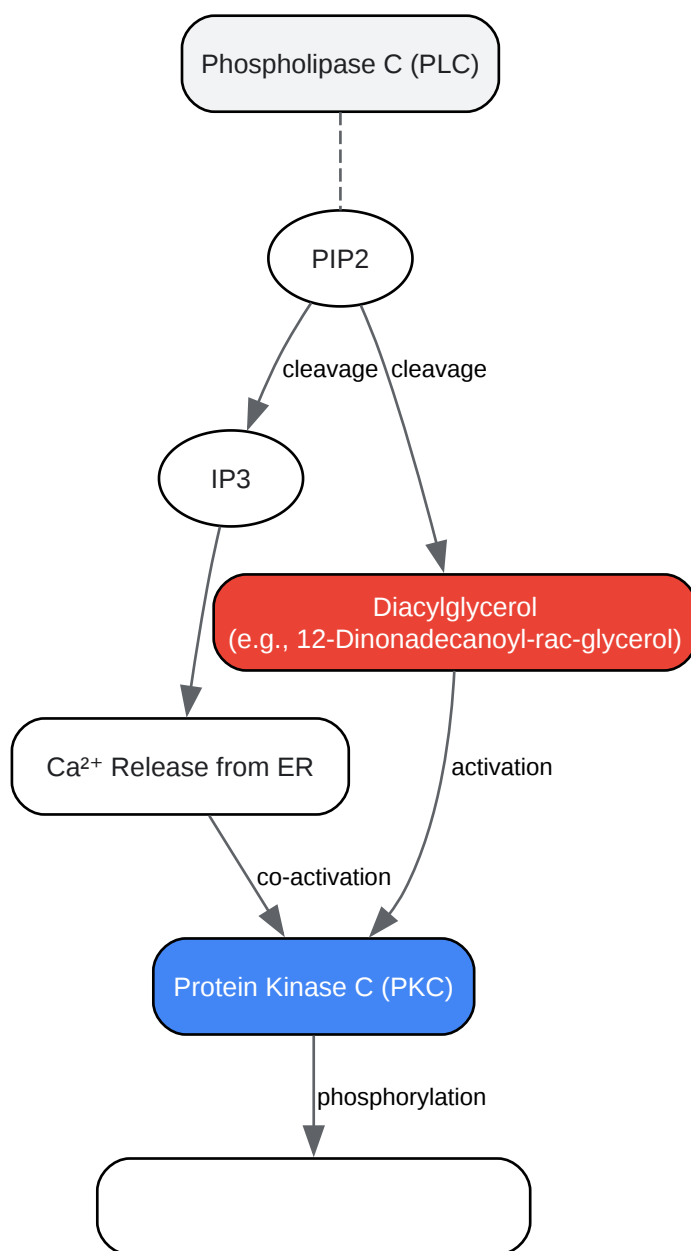 Phospholipase C (PLC)
PIP2
cleavage
cleavage
IP3
Diacylglycerol
(e.g., 12-Dinonadecanoyl-rac-glycerol)
Ca²⁺ Release from ER
activation
co-activation
Protein Kinase C (PKC)
phosphorylation